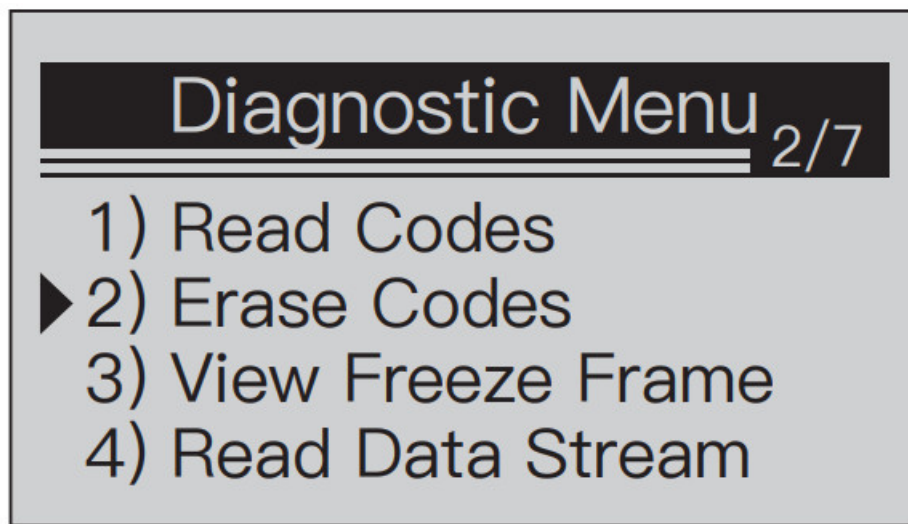 Diagnostic Menu 2/7
1) Read Codes
2) Erase Codes
3) View Freeze Frame
4) Read Data Stream